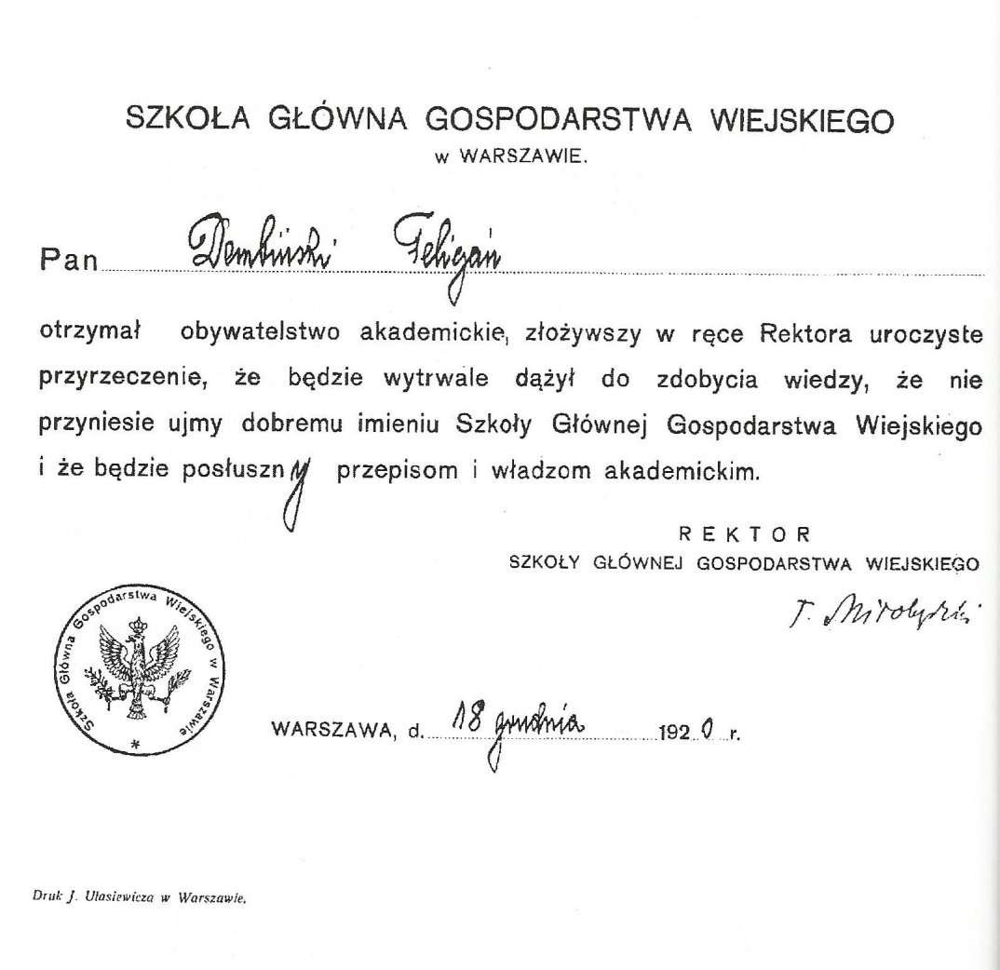 SZKOŁA GŁÓWNA GOSPODARSTWA WIEJSKIEGO
w WARSZAWIE.
Pan Dembiński Felicjan
otrzymał obywatelstwo akademickie, złożywszy w ręce Rektora uroczyste
przyrzeczenie, że będzie wytrwale dążył do zdobycia wiedzy, że nie
przyniesie ujmy dobremu imieniu Szkoły Głównej Gospodarstwa Wiejskiego
i że będzie posłuszny przepisom i władzom akademickim.
REKTOR
SZKOŁY GŁÓWNEJ GOSPODARSTWA WIEJSKIEGO
T.
Szkoła Główna Gospodarstwa Wiejskiego w Warszawie *
WARSZAWA, d. 18 grudnia 1920 r.
Druk J. Ułasiewicza w Warszawie.